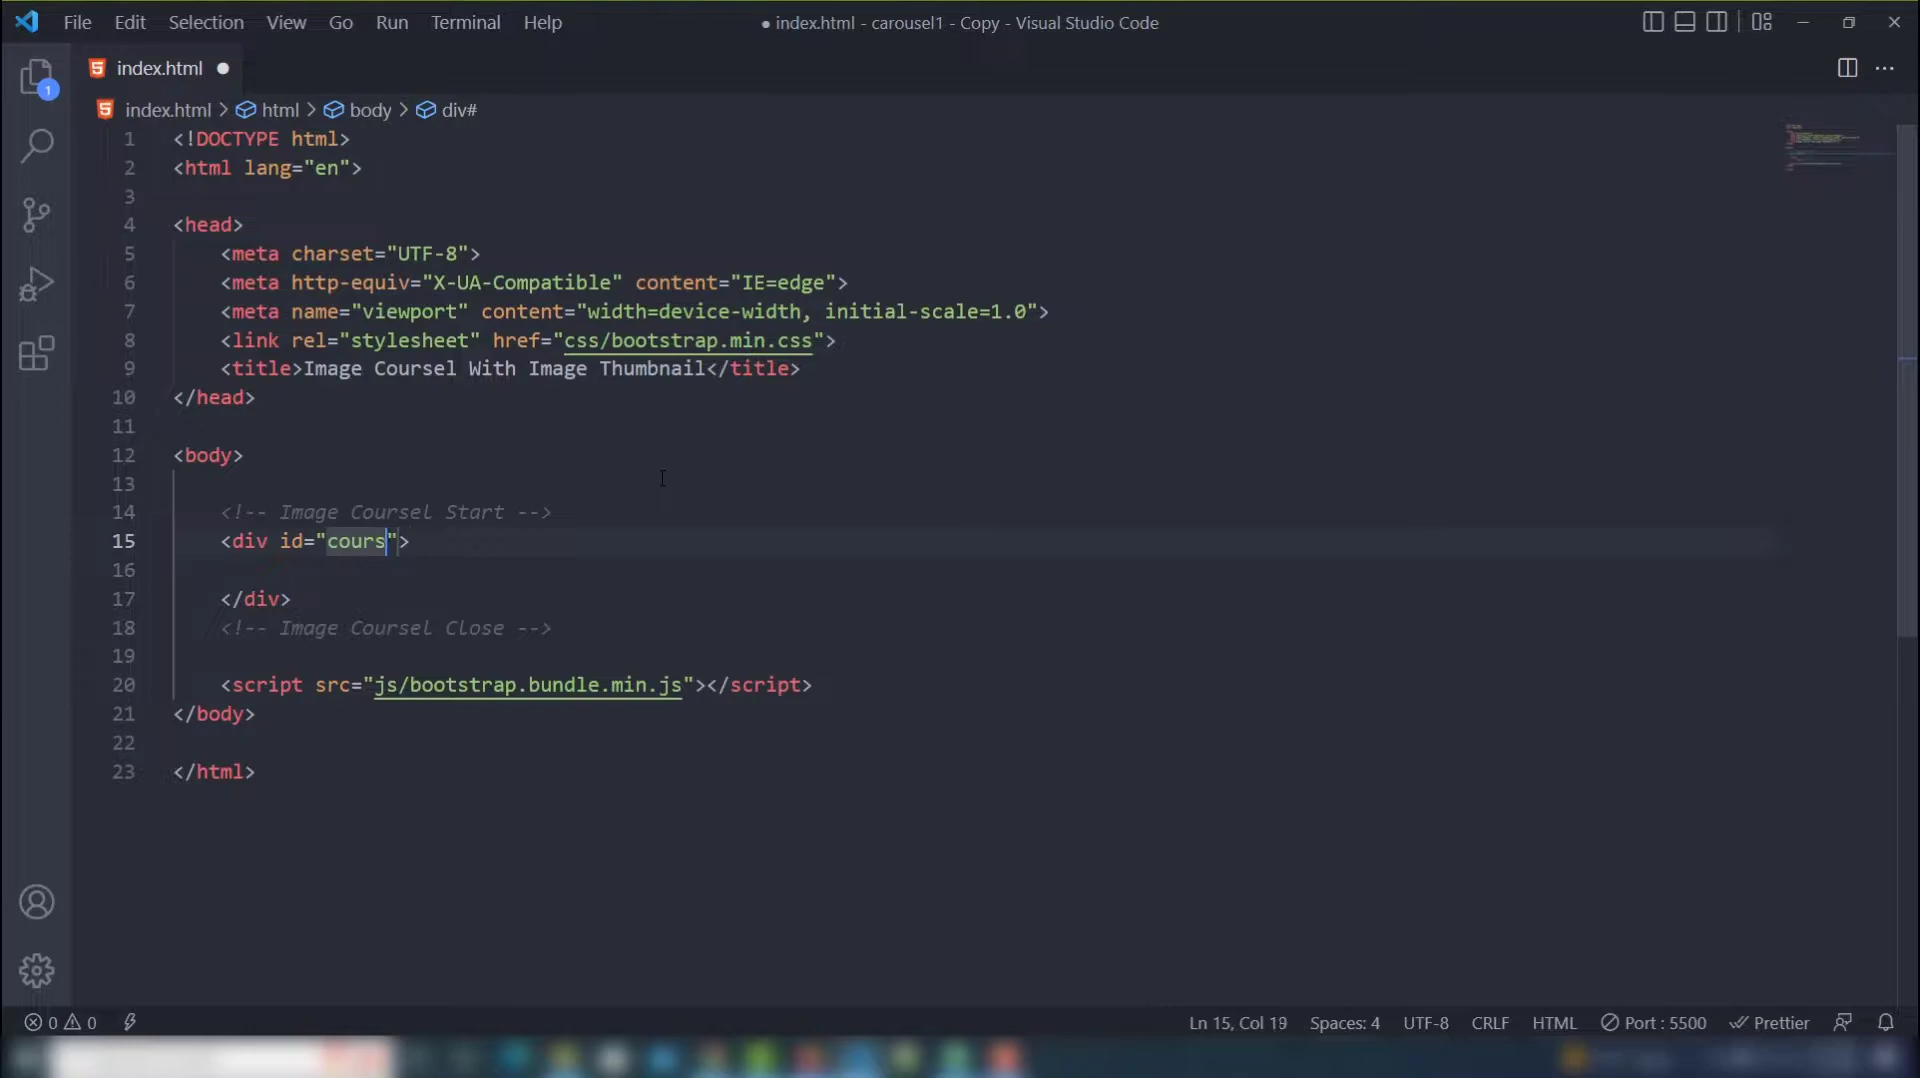 File Edit Selection View Go Run Terminal Help ● index.html - carousel1 - Copy - Visual Studio Code
index.html ●
1
index.html > html > body > div#
1 <!DOCTYPE html>
2 <html lang="en">
3
4 <head>
5 <meta charset="UTF-8">
6 <meta http-equiv="X-UA-Compatible" content="IE=edge">
7 <meta name="viewport" content="width=device-width, initial-scale=1.0">
8 <link rel="stylesheet" href="css/bootstrap.min.css">
9 <title>Image Coursel With Image Thumbnail</title>
10 </head>
11
12 <body>
13
14 <!-- Image Coursel Start -->
15 <div id="cours">
16
17 </div>
18 <!-- Image Coursel Close -->
19
20 <script src="js/bootstrap.bundle.min.js"></script>
21 </body>
22
23 </html>
0 0 Ln 15, Col 19 Spaces: 4 UTF-8 CRLF HTML Port : 5500 Prettier